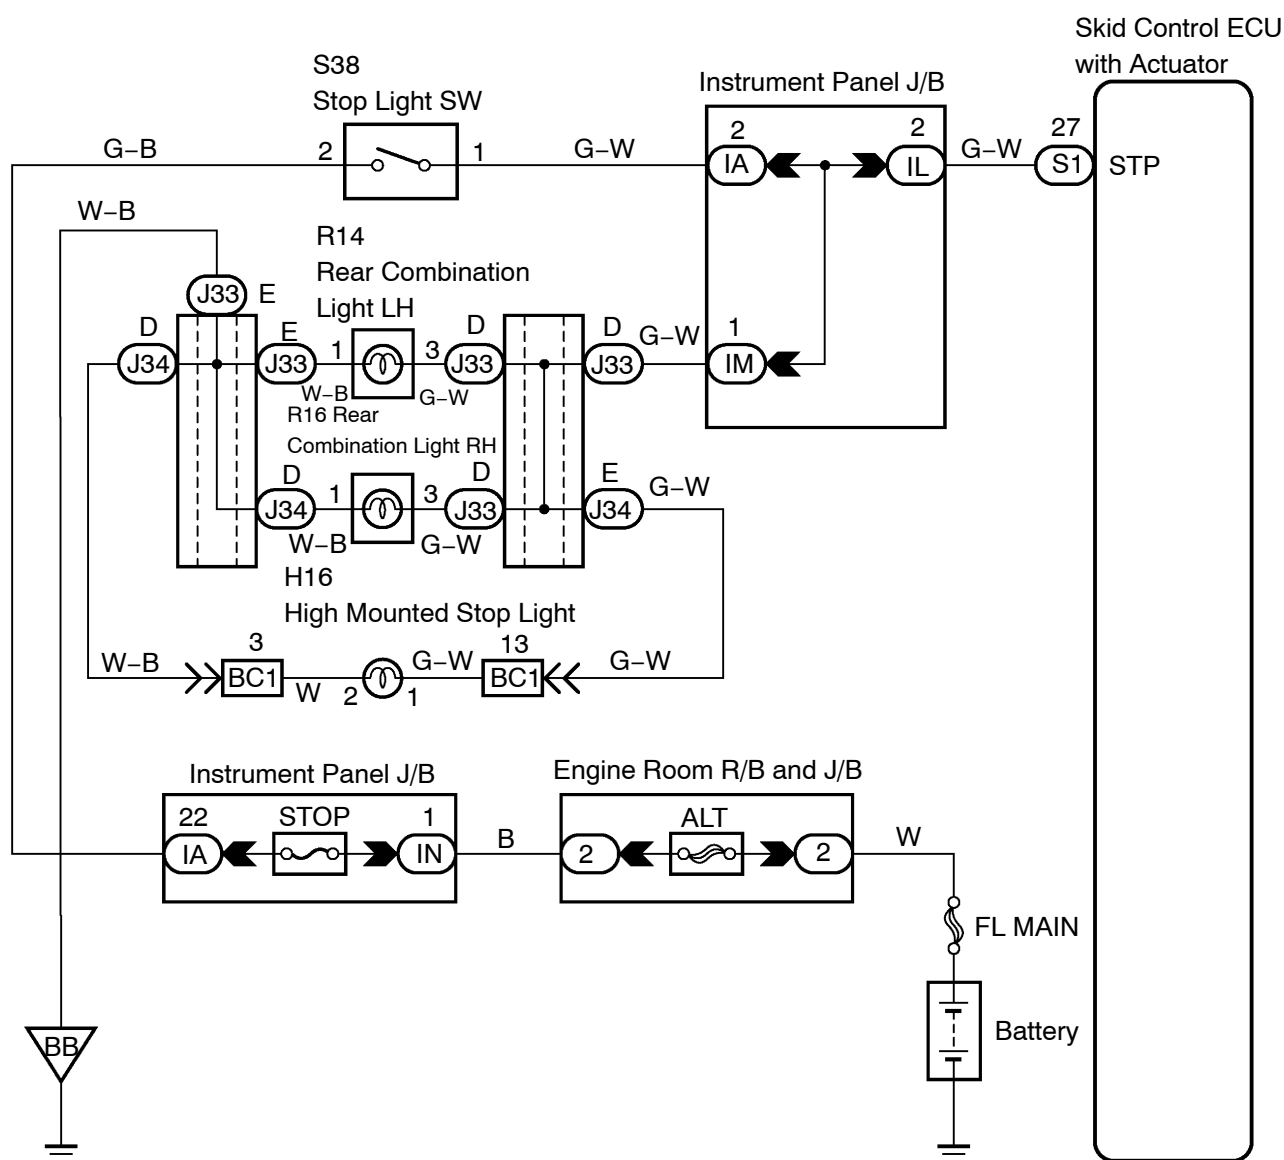 Skid Control ECU
with Actuator
S38
Stop Light SW
Instrument Panel J/B
G–B
2
1
G–W
2
IA
2
IL
G–W
27
S1
STP
W–B
R14
Rear Combination
Light LH
J33
E
D
J34
E
J33
1
W–B
3
G–W
D
J33
D
J33
G–W
1
IM
R16 Rear
Combination Light RH
D
J34
1
W–B
3
G–W
D
J33
E
J34
G–W
H16
High Mounted Stop Light
W–B
3
BC1
W
2
1
G–W
13
BC1
G–W
Instrument Panel J/B
22
IA
STOP
1
IN
B
Engine Room R/B and J/B
2
ALT
2
W
FL MAIN
Battery
BB